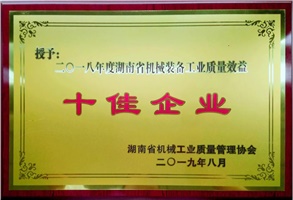 授予：
二〇一八年度湖南省机械装备工业质量效益
十佳企业
湖南省机械工业质量管理协会
二〇一九年八月